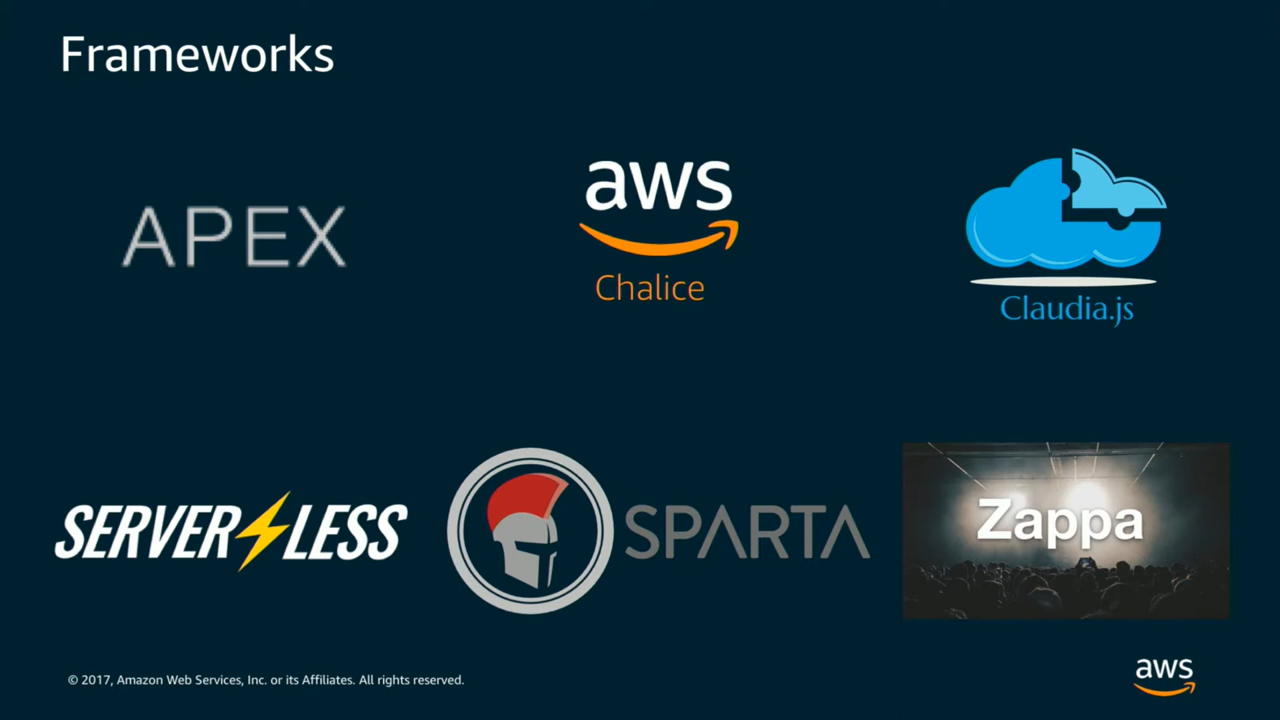 Frameworks
APEX
aws
Chalice
Claudia.js
SERVERLESS
SPARTA
Zappa
© 2017, Amazon Web Services, Inc. or its Affiliates. All rights reserved.
aws